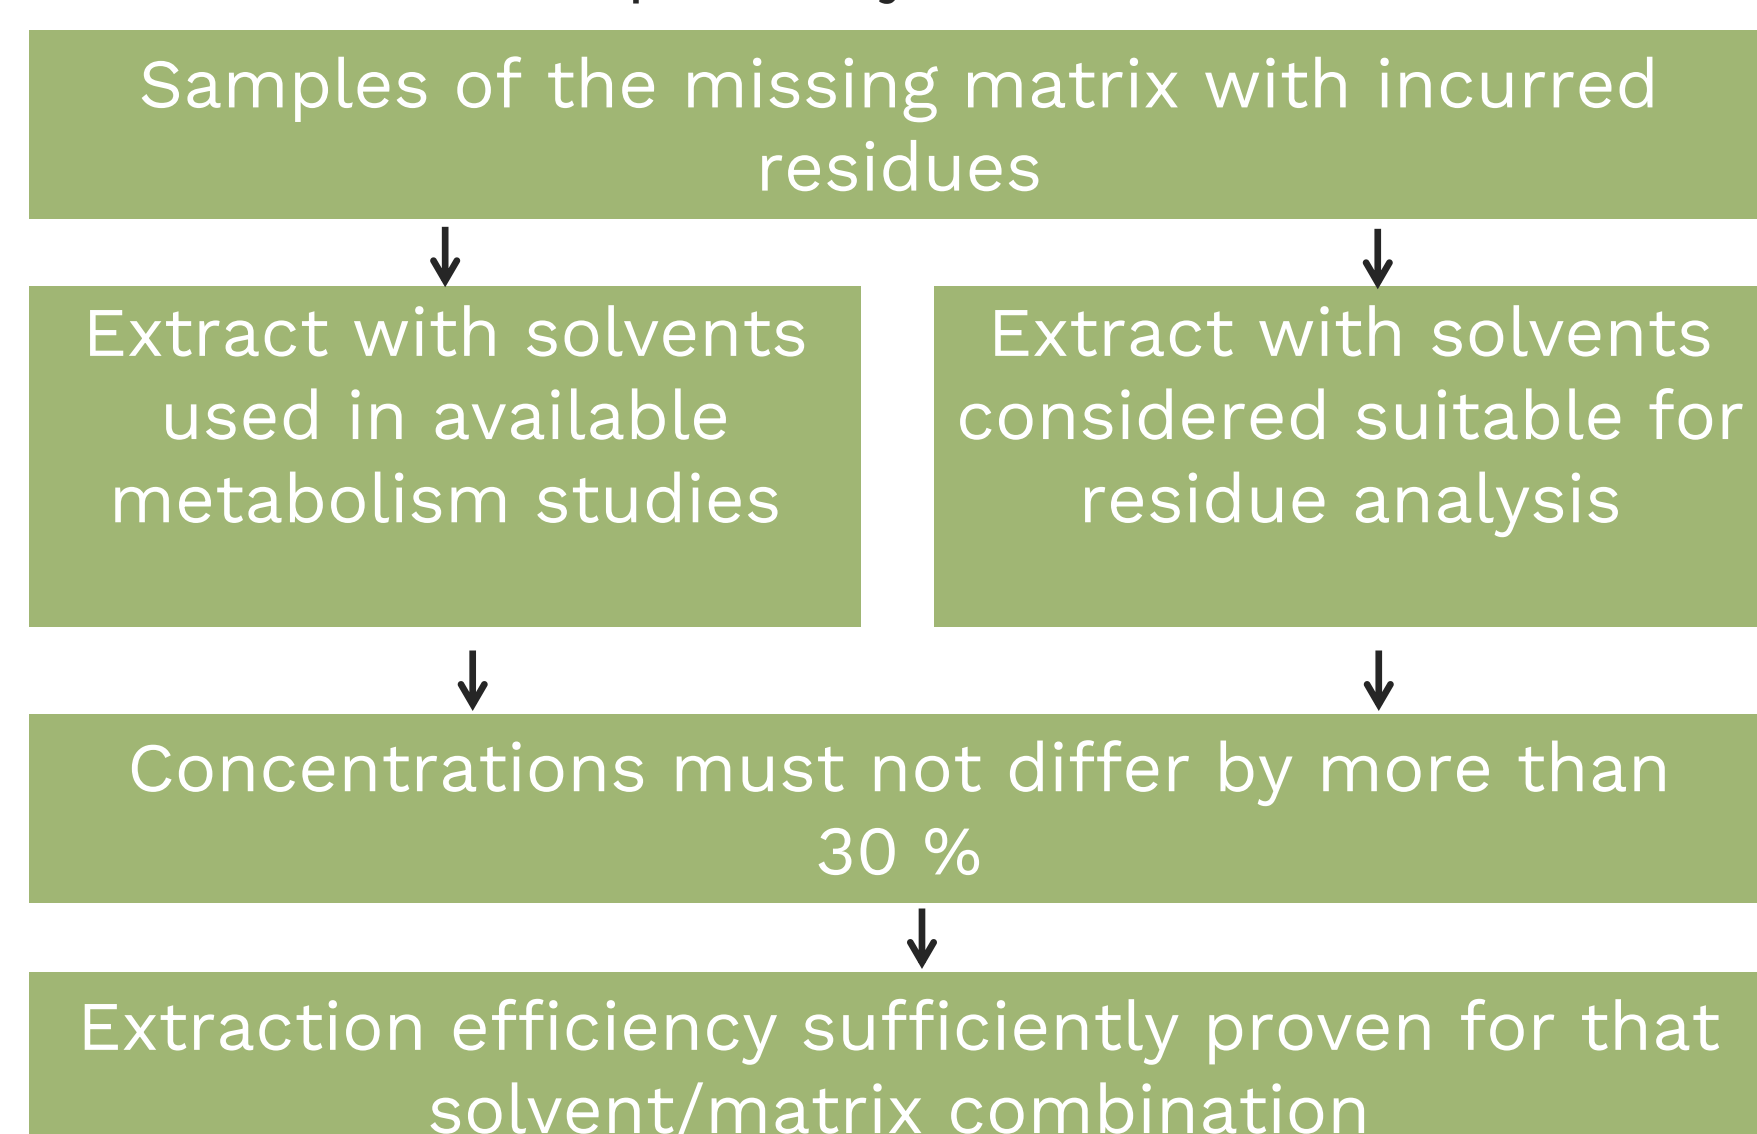 Samples of the missing matrix with incurred
residues
Extract with solvents
used in available
metabolism studies
Extract with solvents
considered suitable for
residue analysis
Concentrations must not differ by more than
30 %
Extraction efficiency sufficiently proven for that
solvent/matrix combination